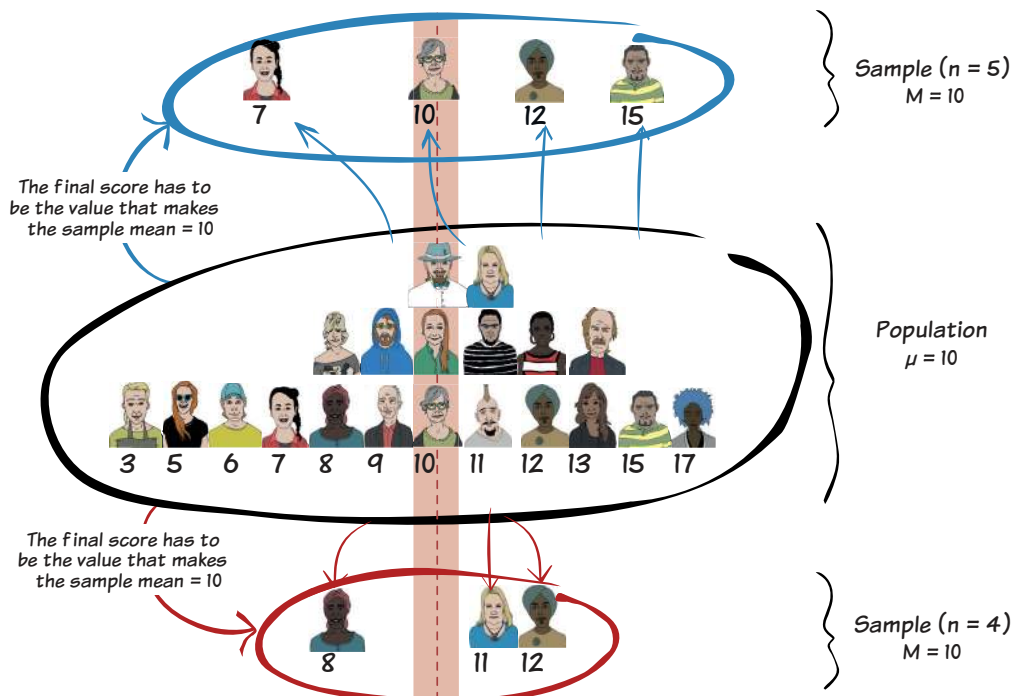 7
10
12
15
Sample (n = 5)
M = 10
The final score has to
be the value that makes
the sample mean = 10
Population
μ = 10
3 5 6 7 8 9 10 11 12 13 15 17
The final score has to
be the value that makes
the sample mean = 10
8
11
12
Sample (n = 4)
M = 10